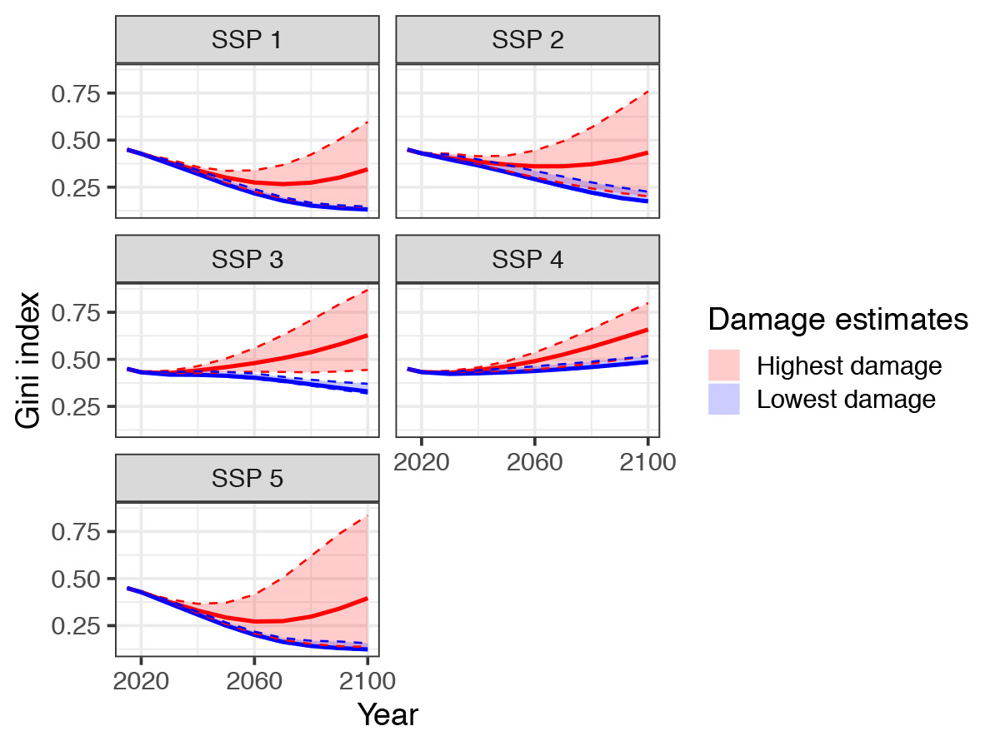 SSP 1
SSP 2
0.75
0.50
0.25
SSP 3
SSP 4
0.75
0.50
0.25
Gini index
2020 2060 2100
SSP 5
0.75
0.50
0.25
2020 2060 2100
Year
Damage estimates
Highest damage
Lowest damage